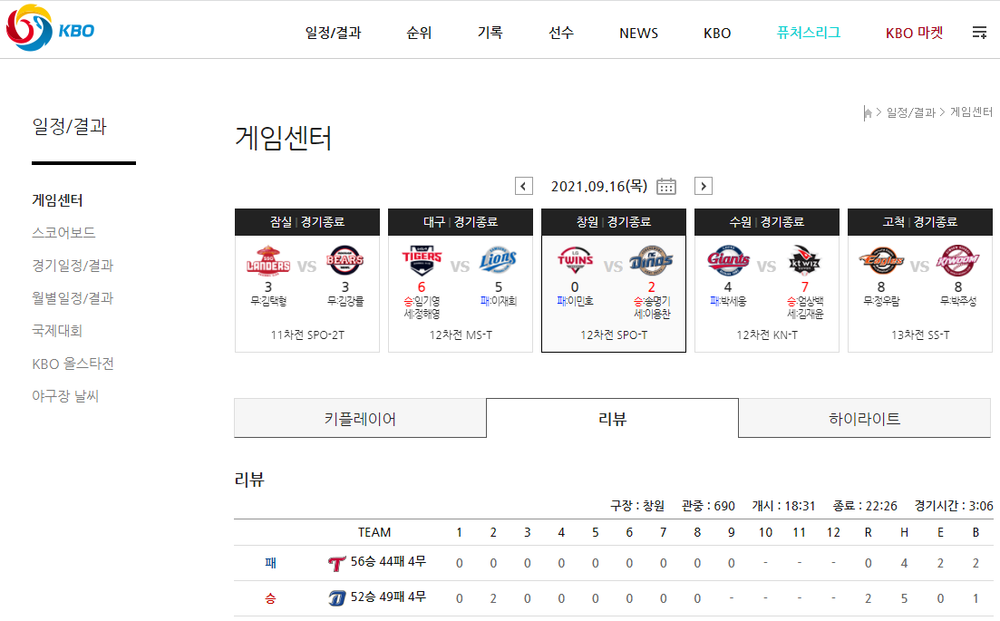 KBO 일정/결과 순위 기록 선수 NEWS KBO 퓨처스리그 KBO 마켓
일정/결과 > 게임센터
일정/결과
게임센터
게임센터
스코어보드
경기일정/결과
월별일정/결과
국제대회
KBO 올스타전
야구장 날씨
2021.09.16(목)
잠실 | 경기종료
LANDERS VS BEARS
3 3
무:김택형 무:김강률
11차전 SPO-2T
대구 | 경기종료
TIGERS VS Lions
6 5
승:임기영 패:이재희
세:정해영
12차전 MS-T
창원 | 경기종료
TWINS VS NC Dinos
0 2
패:이민호 승:송명기
세:이용찬
12차전 SPO-T
수원 | 경기종료
Giants VS kt wiz
4 7
패:박세웅 승:엄상백
세:김재윤
12차전 KN-T
고척 | 경기종료
Eagles VS KIWOOM
8 8
무:정우람 무:박주성
13차전 SS-T
키플레이어 리뷰 하이라이트
리뷰
구장 : 창원 관중 : 690 개시 : 18:31 종료 : 22:26 경기시간 : 3:06
TEAM 1 2 3 4 5 6 7 8 9 10 11 12 R H E B
패 56승 44패 4무 0 0 0 0 0 0 0 0 0 - - - 0 4 2 2
승 52승 49패 4무 0 2 0 0 0 0 0 0 - - - - 2 5 0 1